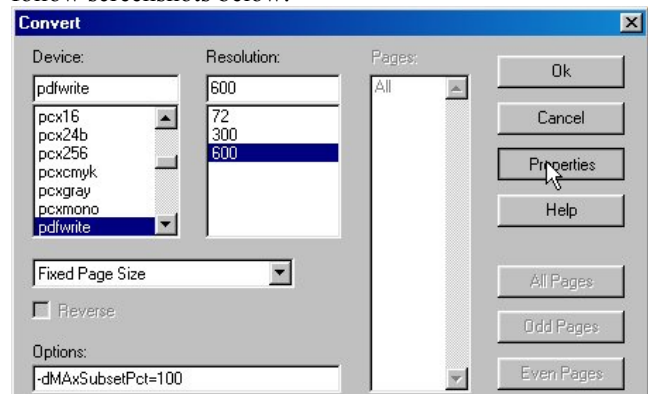 follow screenshots below:
Convert
Device:
Resolution:
Pages:
pdfwrite
600
All
pcx16
pcx24b
pcx256
pcxcmyk
pcxgray
pcxmono
pdfwrite
72
300
600
Ok
Cancel
Properties
Help
Fixed Page Size
Reverse
Options:
-dMAxSubsetPct=100
All Pages
Odd Pages
Even Pages